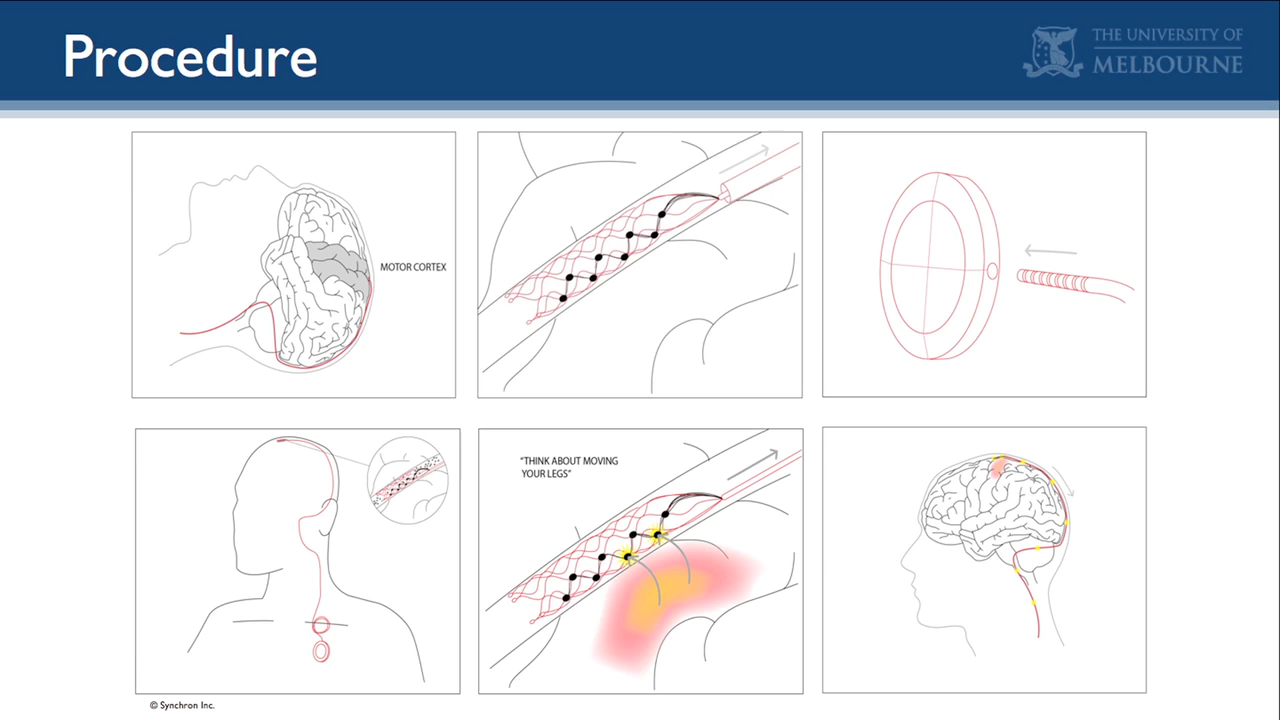 Procedure
THE UNIVERSITY OF
MELBOURNE
MOTOR CORTEX
“THINK ABOUT MOVING
YOUR LEGS”
© Synchron Inc.